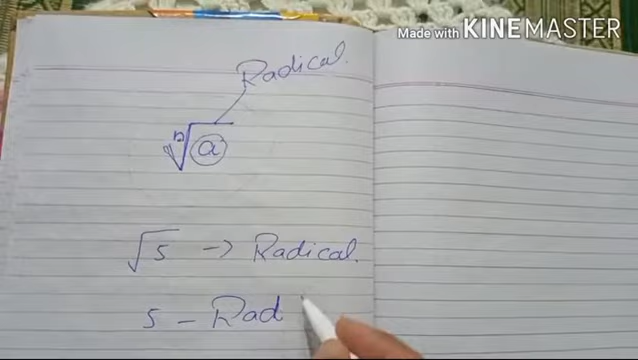 Made with KINEMASTER
Radical.
n√a
√5 -> Radical.
5 - Rad